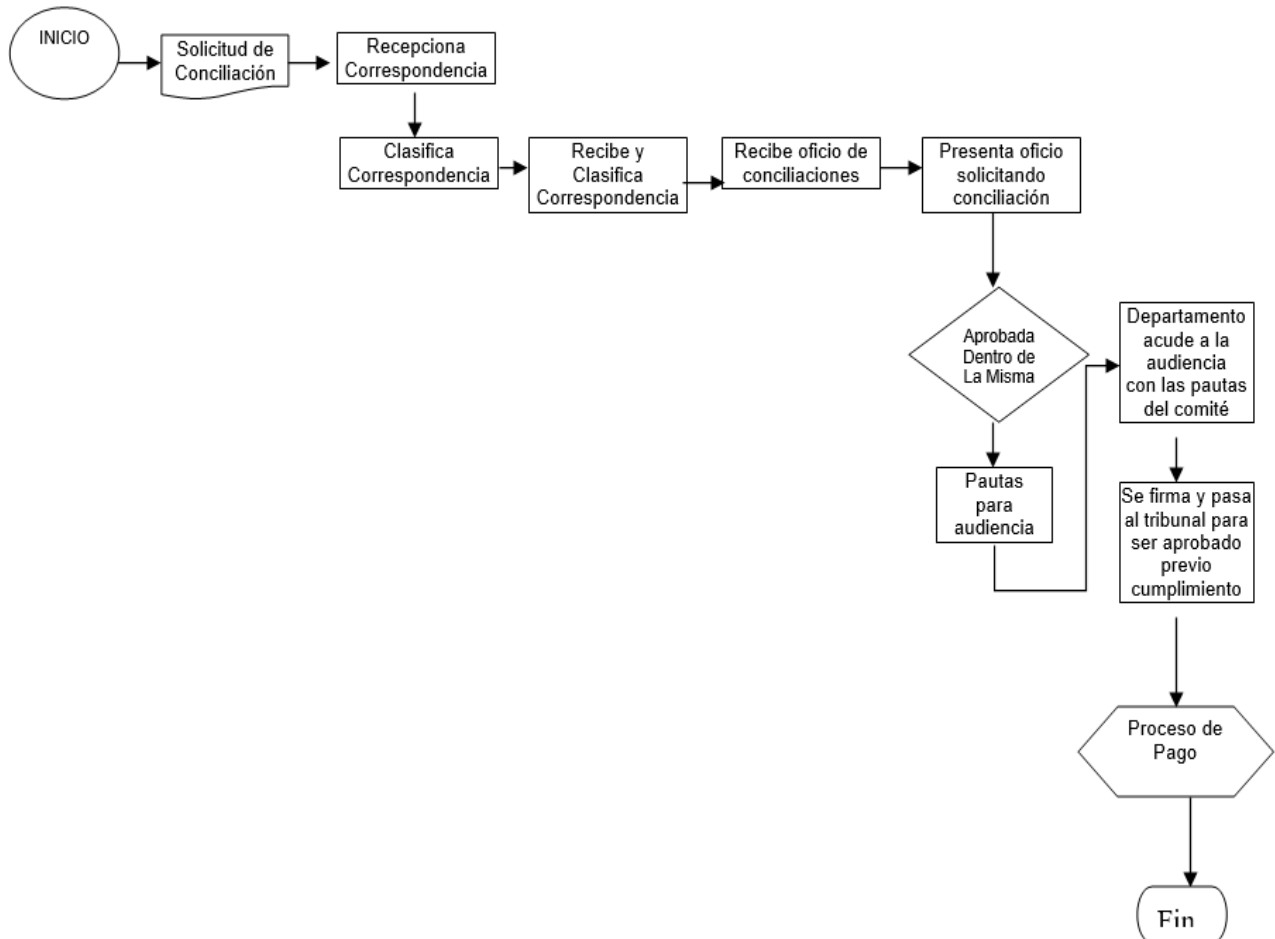 INICIO
Solicitud de
Conciliación
Recepciona
Correspondencia
Clasifica
Correspondencia
Recibe y
Clasifica
Correspondencia
Recibe oficio de
conciliaciones
Presenta oficio
solicitando
conciliación
Aprobada
Dentro de
La Misma
Pautas
para
audiencia
Departamento
acude a la
audiencia
con las pautas
del comité
Se firma y pasa
al tribunal para
ser aprobado
previo
cumplimiento
Proceso de
Pago
Fin